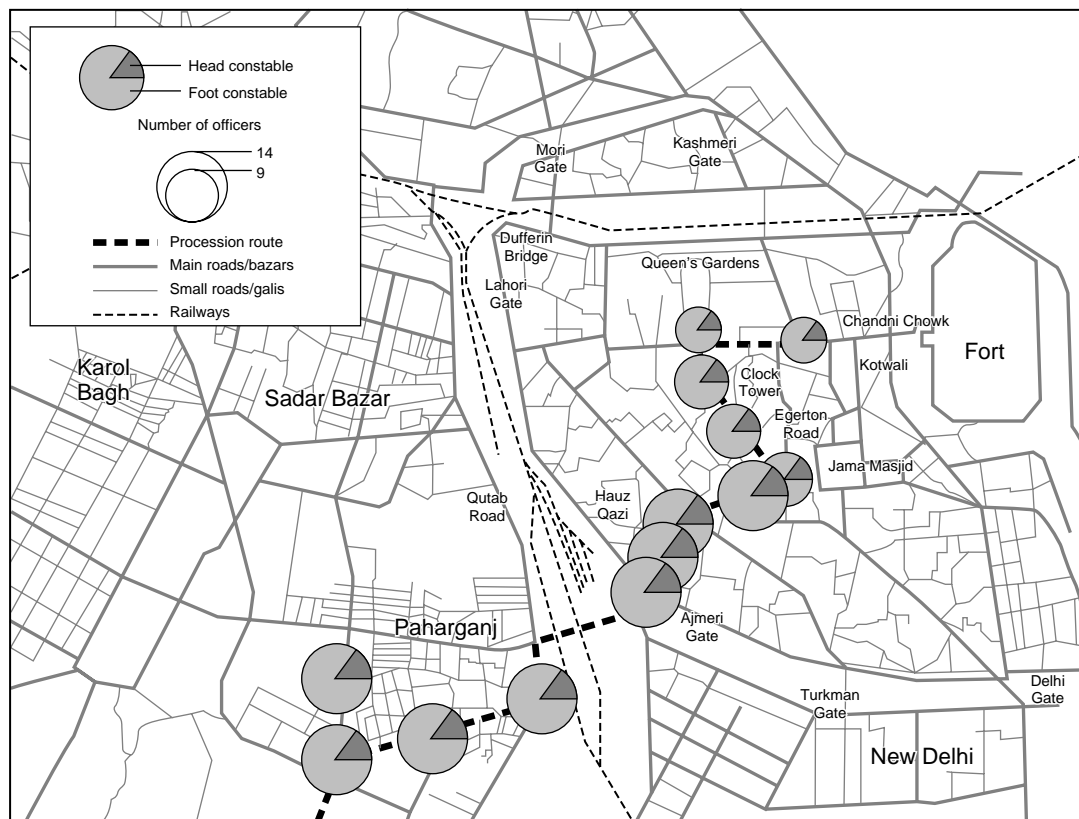 Head constable
Foot constable
Number of officers
14
9
Procession route
Main roads/bazars
Small roads/galis
Railways
Mori
Gate
Kashmeri
Gate
Dufferin
Bridge
Queen's Gardens
Lahori
Gate
Chandni Chowk
Kotwali
Fort
Karol
Bagh
Sadar Bazar
Clock
Tower
Egerton
Road
Jama Masjid
Qutab
Road
Hauz
Qazi
Paharganj
Ajmeri
Gate
Turkman
Gate
Delhi
Gate
New Delhi